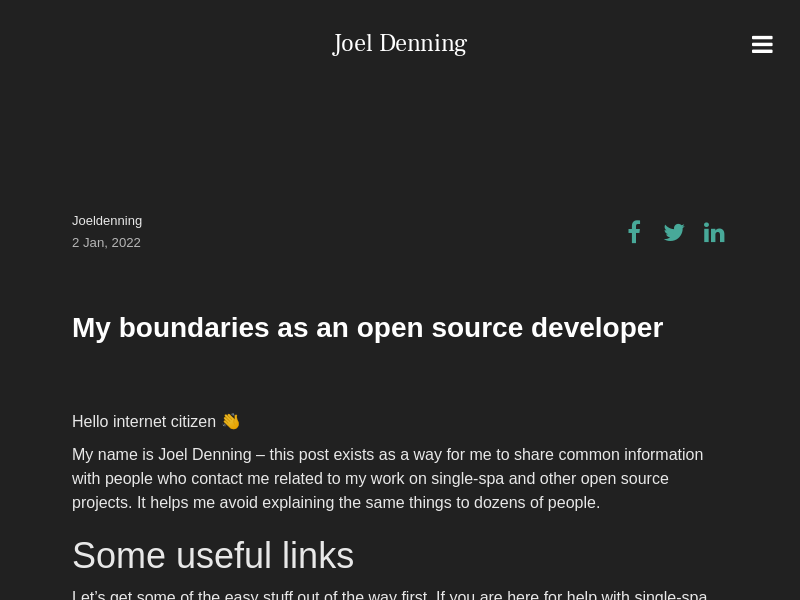 Joel Denning
Joeldenning
2 Jan, 2022
My boundaries as an open source developer
Hello internet citizen 👋
My name is Joel Denning – this post exists as a way for me to share common information
with people who contact me related to my work on single-spa and other open source
projects. It helps me avoid explaining the same things to dozens of people.
Some useful links
Let’s get some of the easy stuff out of the way first. If you are here for help with single-spa